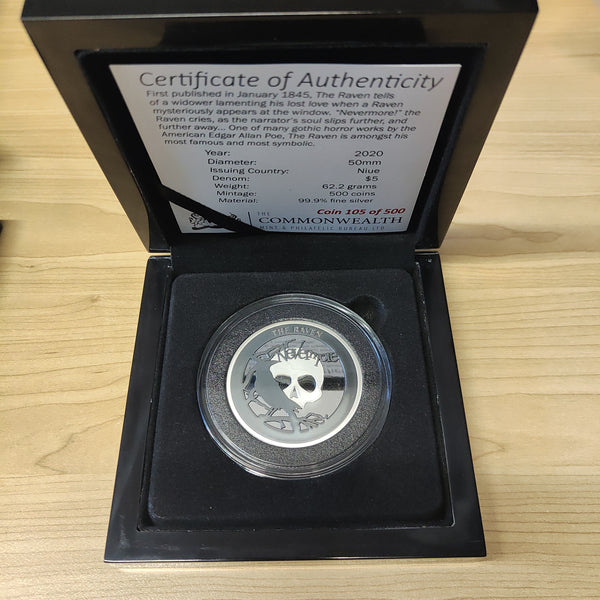 Certificate of Authenticity
First published in January 1845, The Raven tells
of a widower lamenting his lost love when a Raven
mysteriously appears at the window. "Nevermore!" the
Raven cries, as the narrator's soul slips further, and
further away... One of many gothic horror works by the
American Edgar Allan Poe, The Raven is amongst his
most famous and most symbolic.
Year: 2020
Diameter: 50mm
Issuing Country: Niue
Denom: $5
Weight: 62.2 grams
Mintage: 500 coins
Material: 99.9% fine silver
Coin 105 of 500
THE
COMMONWEALTH
MINT & PHILATELIC BUREAU LTD
THE RAVEN
Nevermore